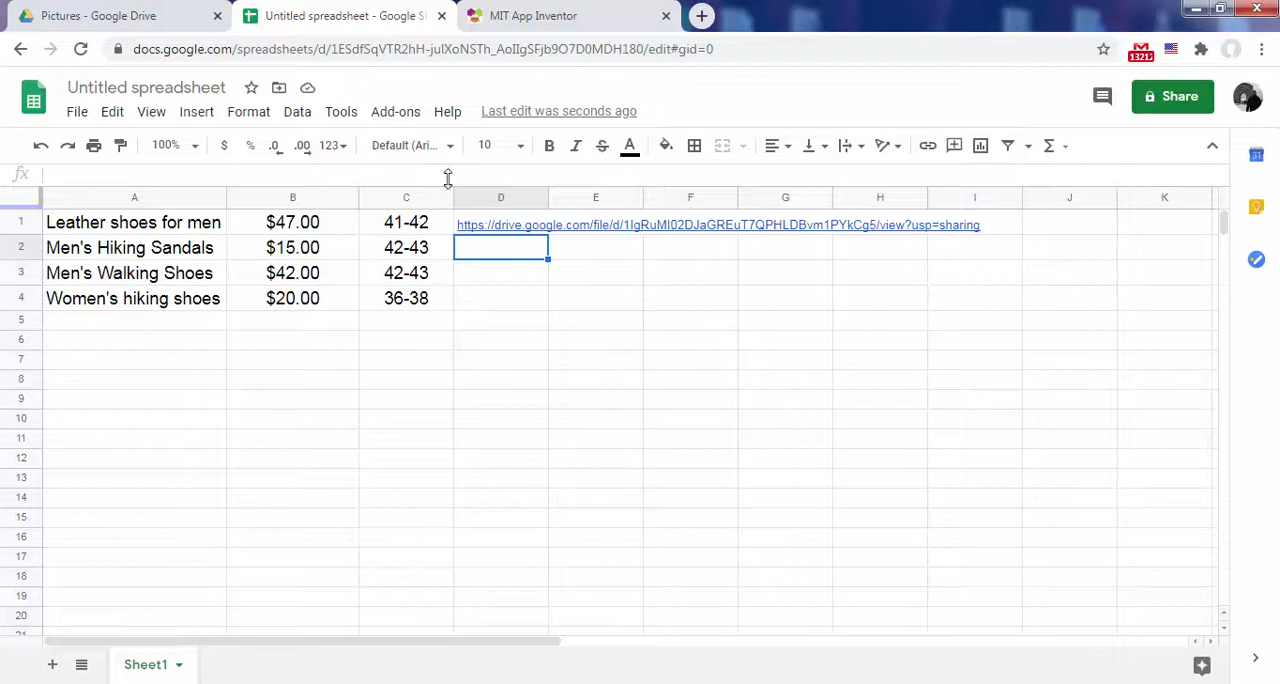 Pictures - Google Drive
Untitled spreadsheet - Google Sh
MIT App Inventor
docs.google.com/spreadsheets/d/1ESdfSqVTR2hH-julXoNSTh_AoIIgSFjb9O7D0MDH180/edit#gid=0
1321
Untitled spreadsheet
File Edit View Insert Format Data Tools Add-ons Help Last edit was seconds ago
Share
100% $ % .0 .00 123 Default (Ari... 10 B I S A Σ
fx
A B C D E F G H I J K
1 Leather shoes for men $47.00 41-42 https://drive.google.com/file/d/1IgRuMI02DJaGREuT7QPHLDBvm1PYkCg5/view?usp=sharing
2 Men's Hiking Sandals $15.00 42-43
3 Men's Walking Shoes $42.00 42-43
4 Women's hiking shoes $20.00 36-38
5
6
7
8
9
10
11
12
13
14
15
16
17
18
19
20
21
Sheet1
31